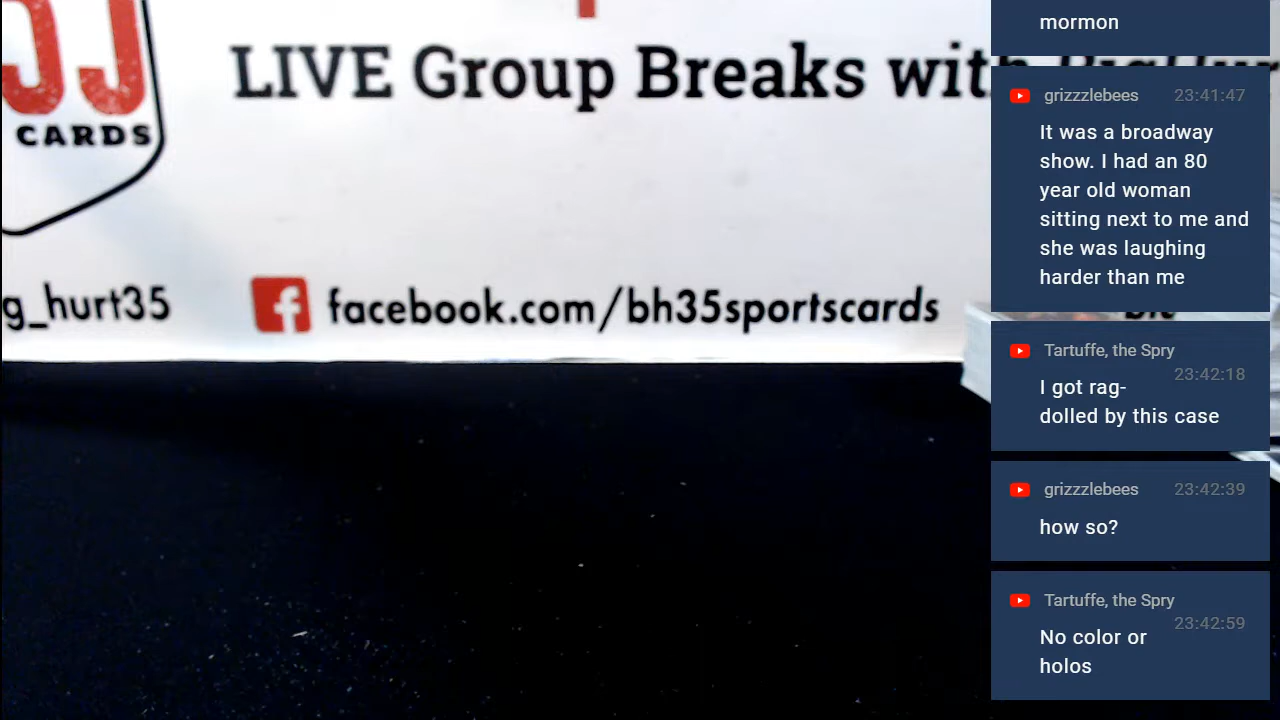 CARDS
LIVE Group Breaks with
g_hurt35
facebook.com/bh35sportscards
mormon
grizzzlebees 23:41:47
It was a broadway
show. I had an 80
year old woman
sitting next to me and
she was laughing
harder than me
Tartuffe, the Spry
23:42:18
I got rag-
dolled by this case
grizzzlebees 23:42:39
how so?
Tartuffe, the Spry
23:42:59
No color or
holos